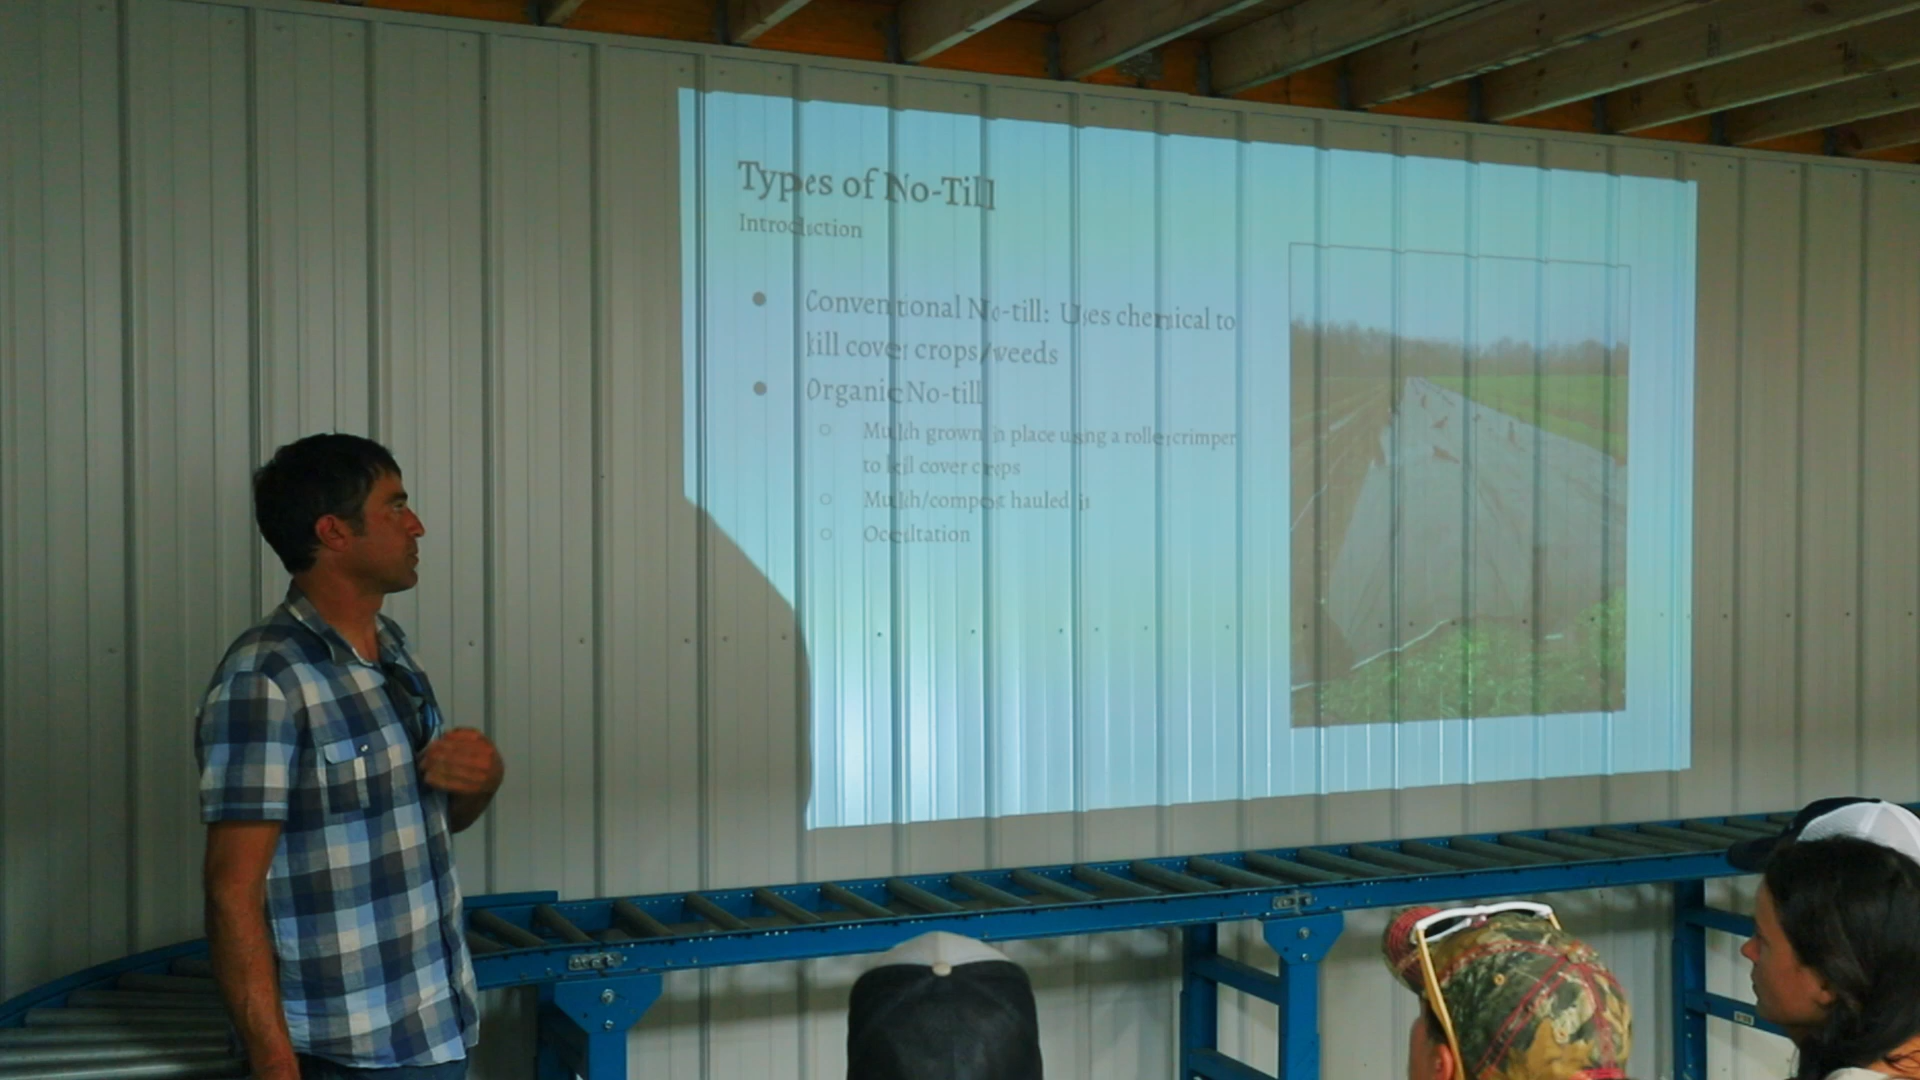 Types of No-Till
Introduction
● Conventional No-till: Uses chemical to
kill cover crops/weeds
● Organic No-till
○ Mulch grown in place using a roller crimper
to kill cover crops
○ Mulch/compost hauled in
○ Occultation